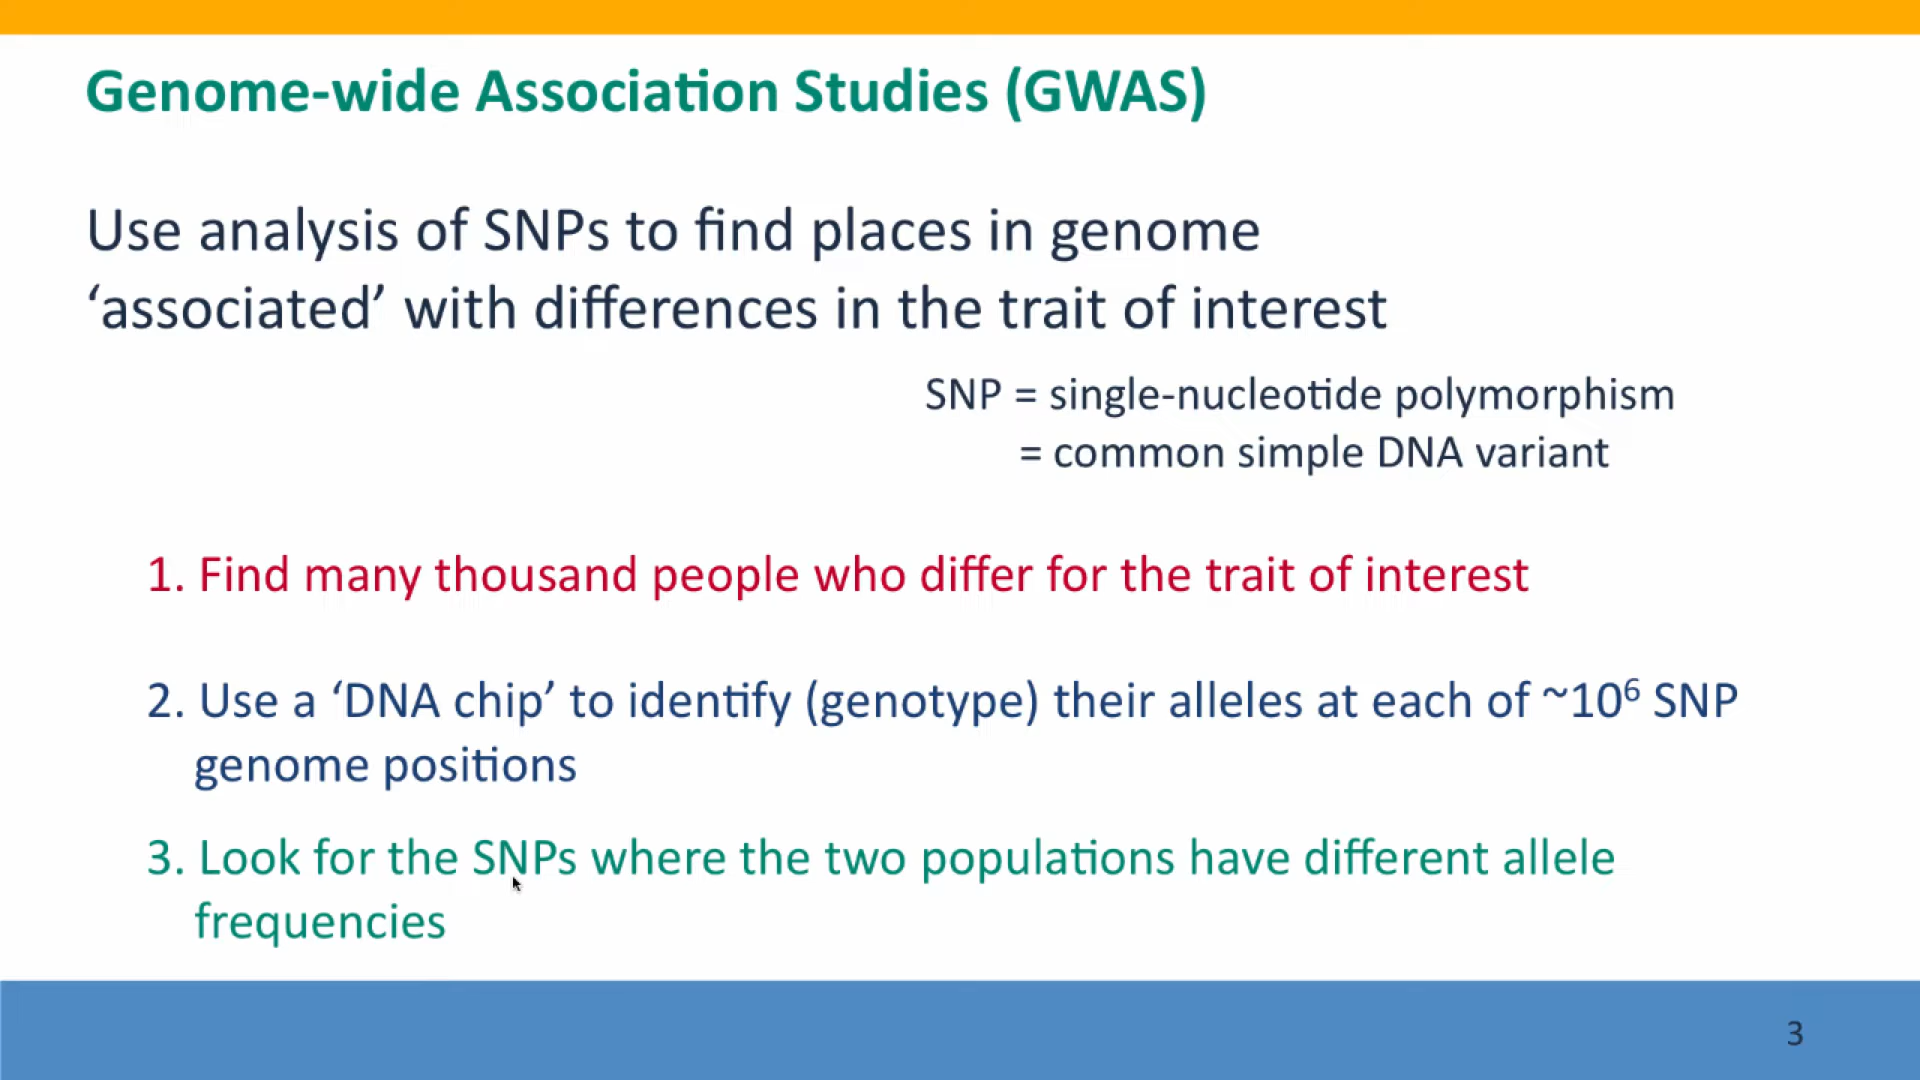 Genome-wide Association Studies (GWAS)
Use analysis of SNPs to find places in genome
‘associated’ with differences in the trait of interest
SNP = single-nucleotide polymorphism
= common simple DNA variant
1. Find many thousand people who differ for the trait of interest
2. Use a ‘DNA chip’ to identify (genotype) their alleles at each of ~10⁶ SNP
genome positions
3. Look for the SNPs where the two populations have different allele
frequencies
3